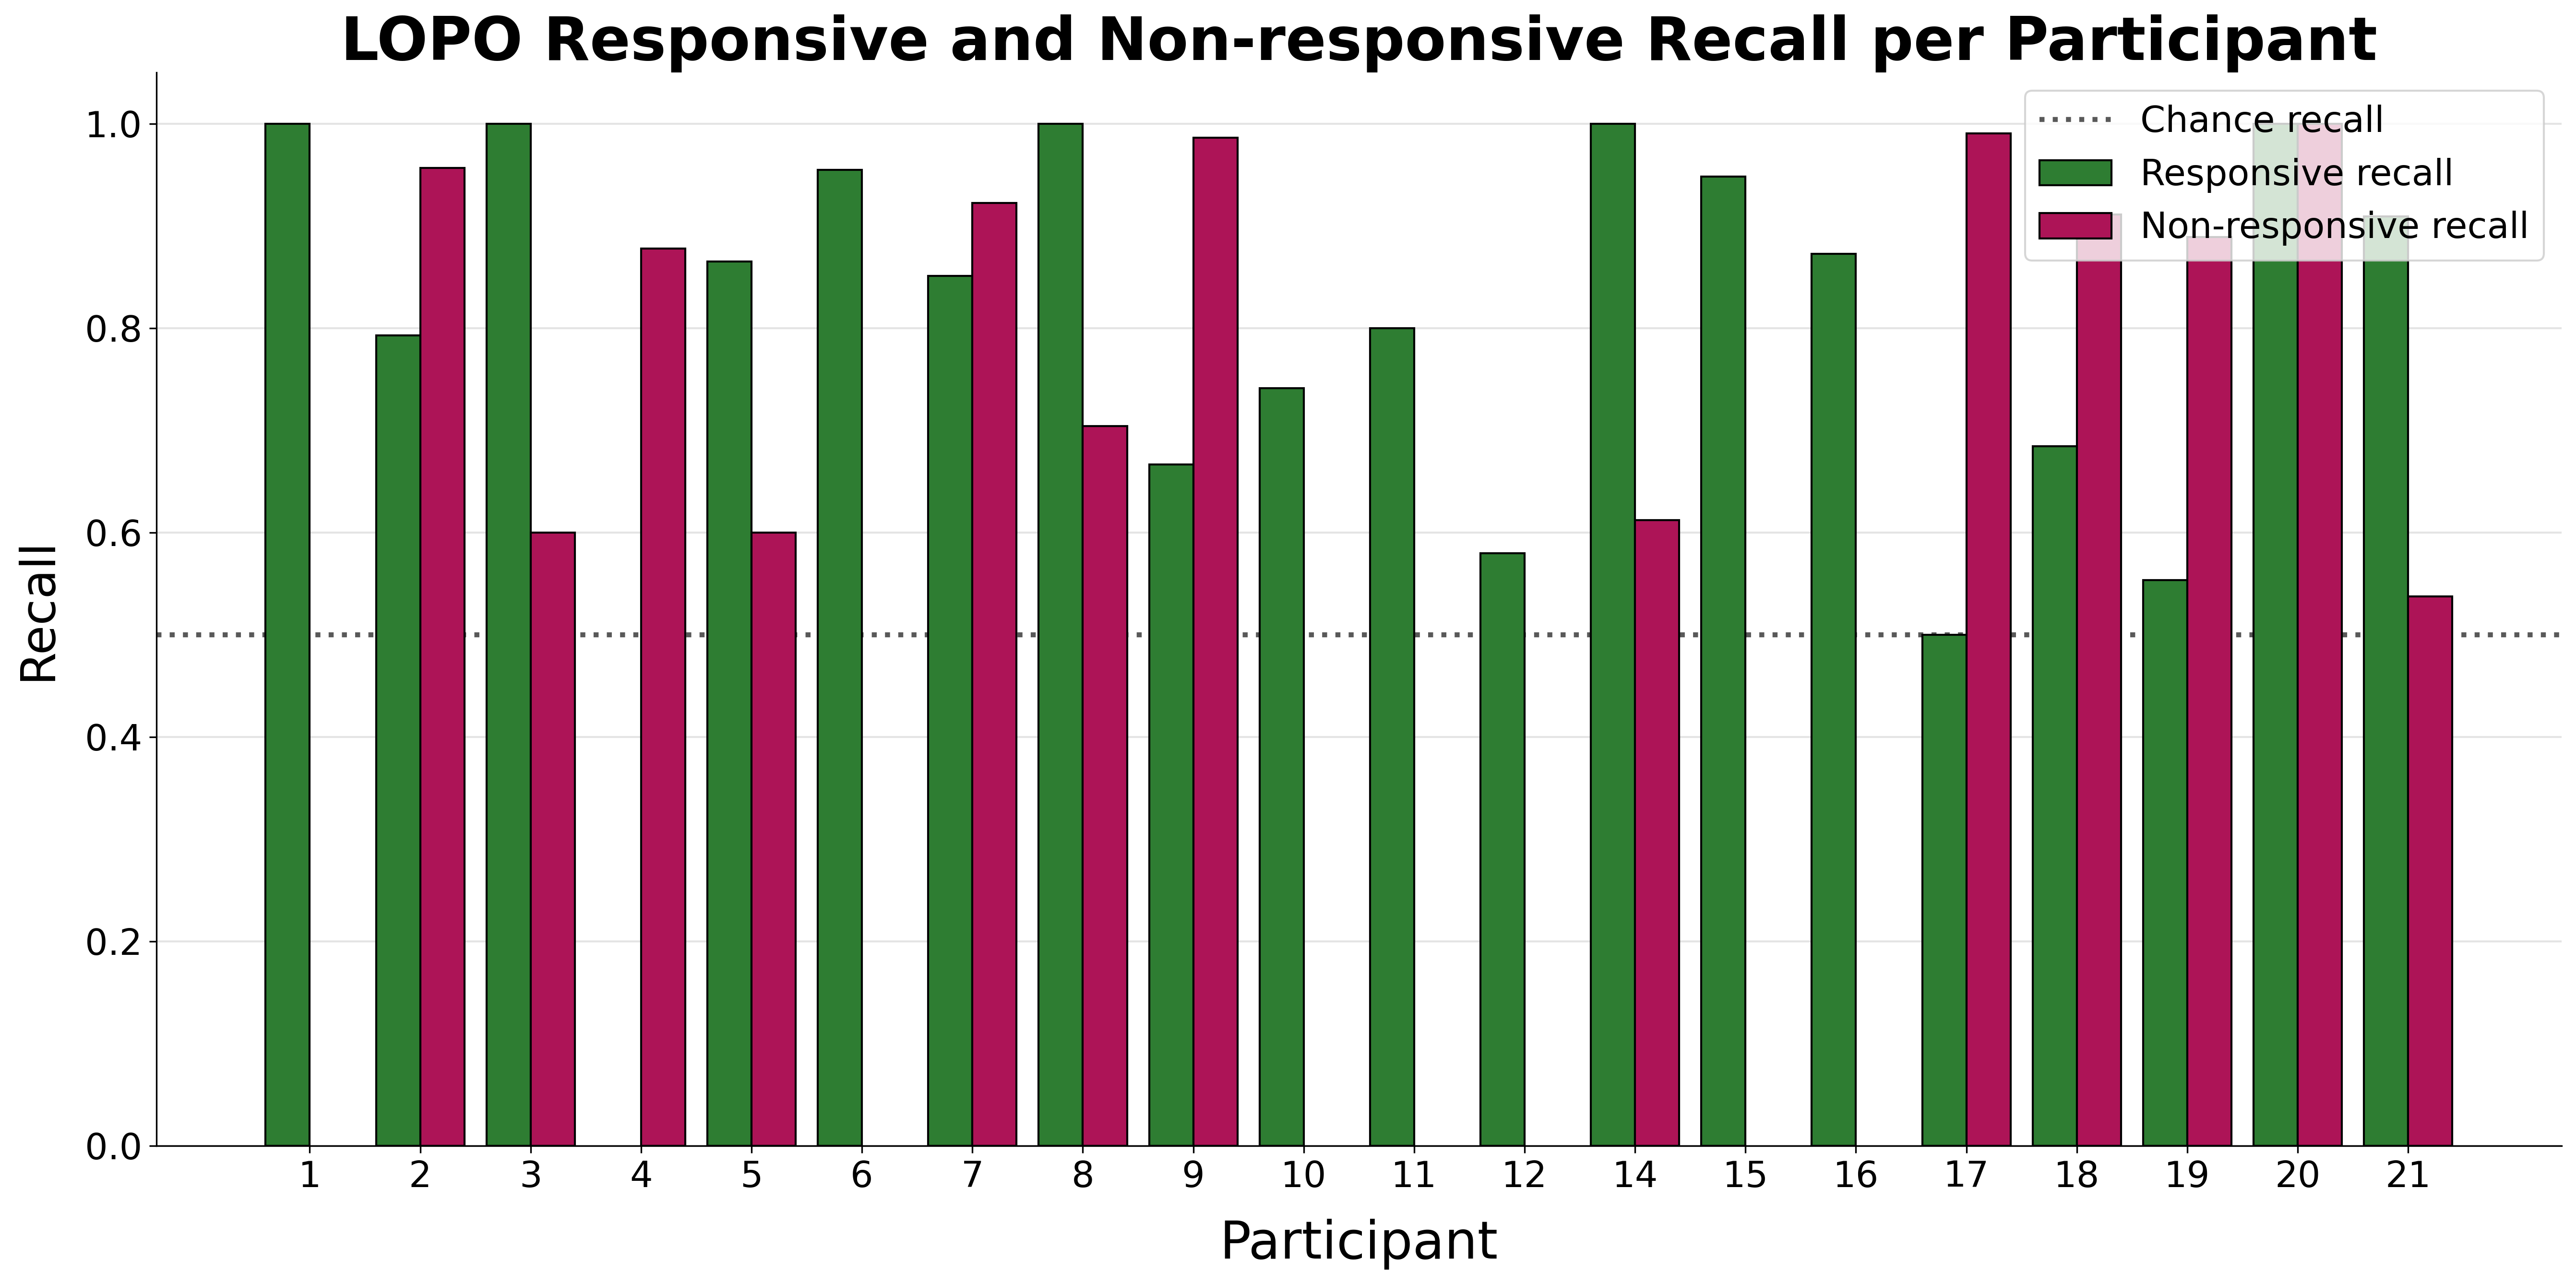 LOPO Responsive and Non-responsive Recall per Participant
Chance recall
Responsive recall
Non-responsive recall
Recall
1.0
0.8
0.6
0.4
0.2
0.0
1 2 3 4 5 6 7 8 9 10 11 12 14 15 16 17 18 19 20 21
Participant